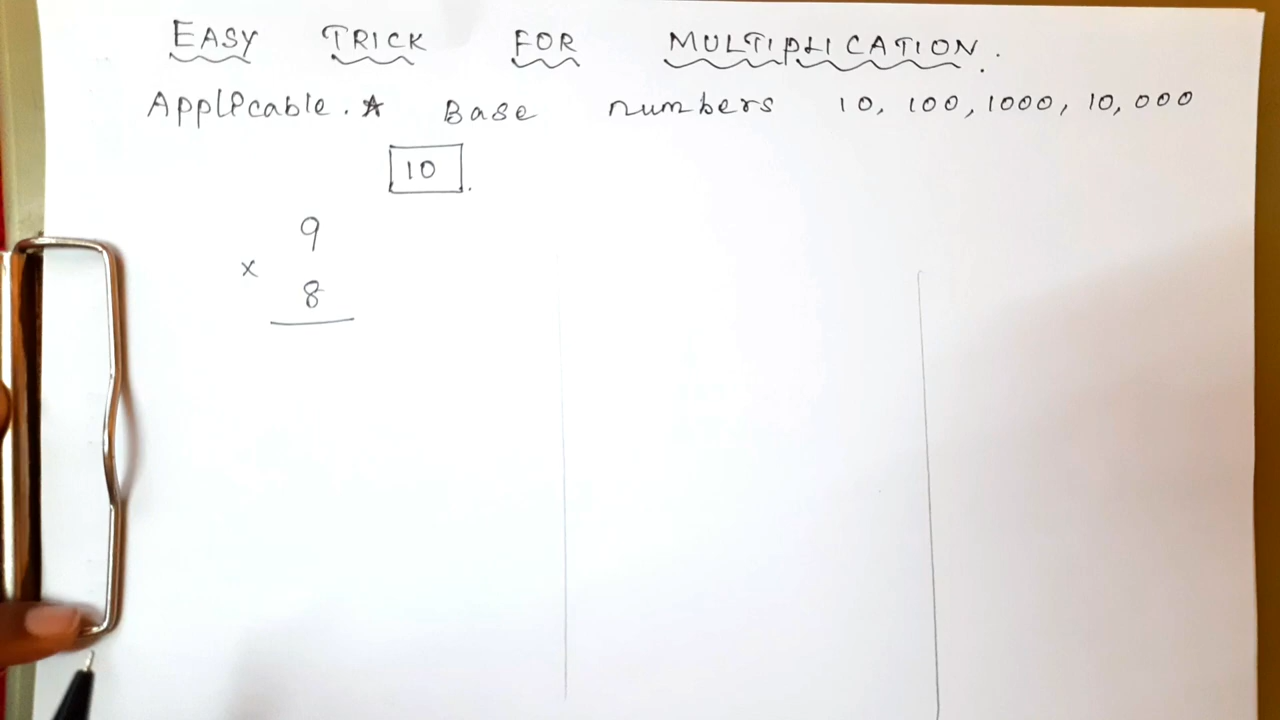 EASY TRICK FOR MULTIPLICATION.
Applicable. ★ Base numbers 10, 100, 1000, 10,000
10.
9
×
8